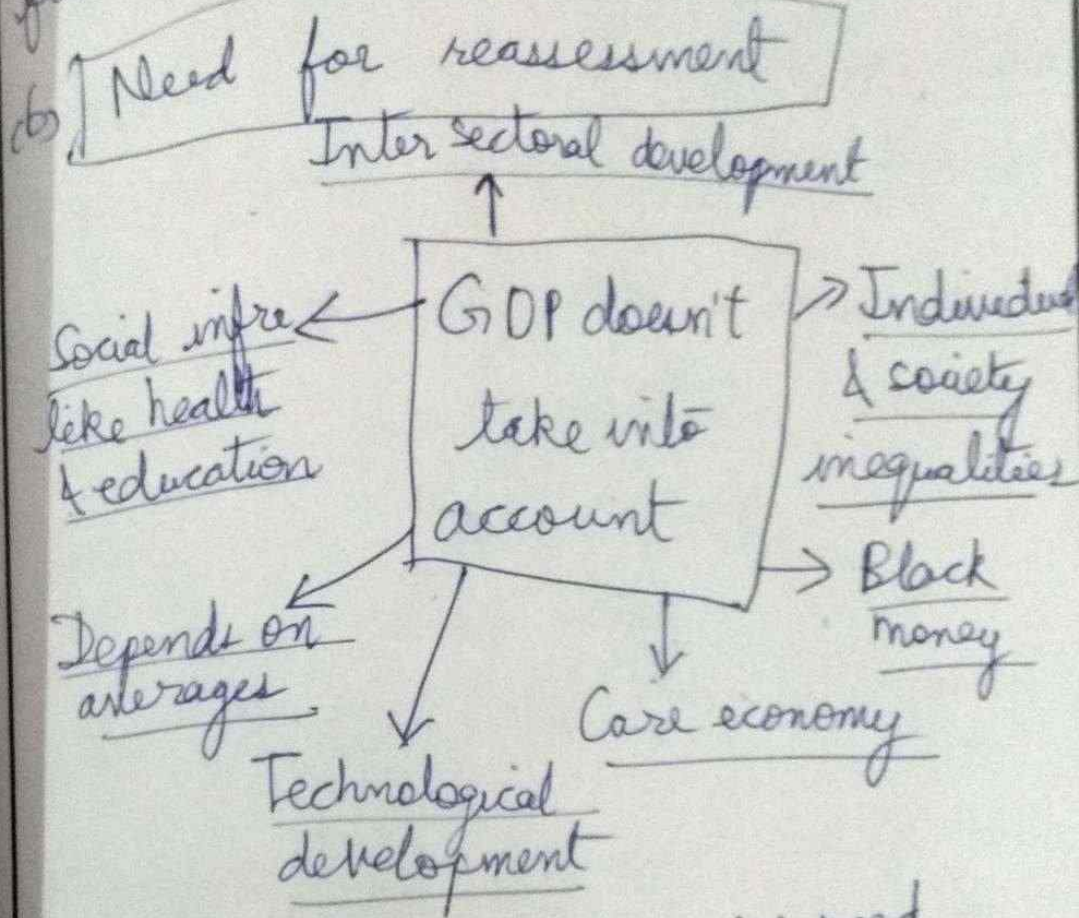 (b) Need for reassessment
Inter sectoral development
GDP doesn't
take into
account
Individual
& society
inequalities
Black
money
Care economy
Technological
development
Depends on
averages
Social infra
like health
& education